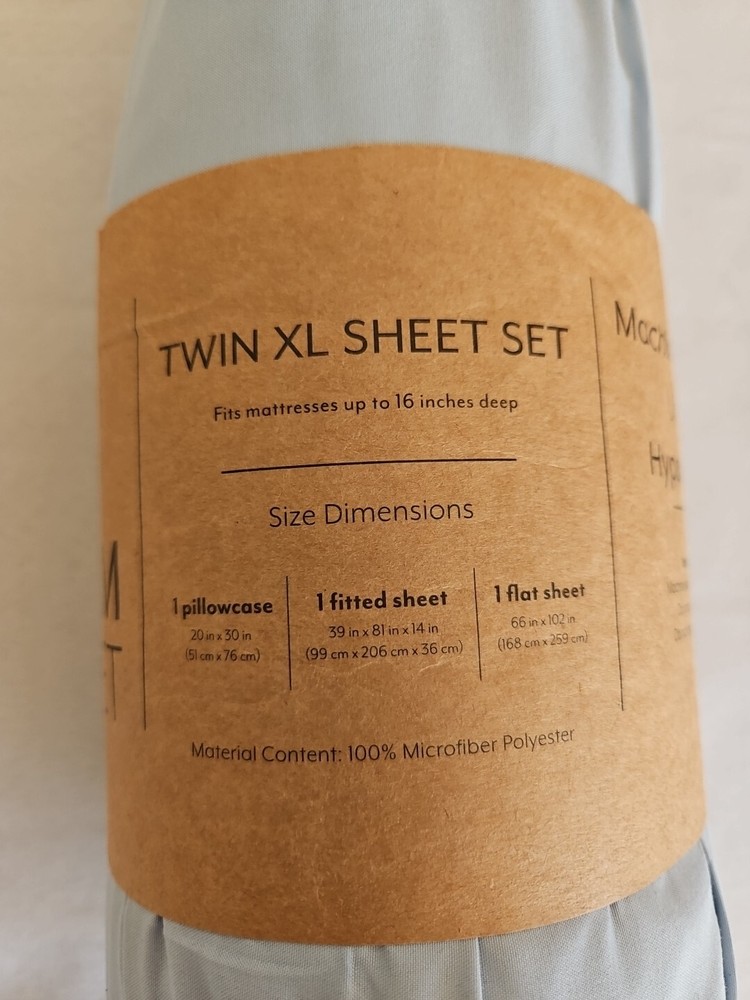 TWIN XL SHEET SET
Fits mattresses up to 16 inches deep
Size Dimensions
1 pillowcase
20 in x 30 in
(51 cm x 76 cm)
1 fitted sheet
39 in x 81 in x 14 in
(99 cm x 206 cm x 36 cm)
1 flat sheet
66 in x 102 in
(168 cm x 259 cm)
Material Content: 100% Microfiber Polyester